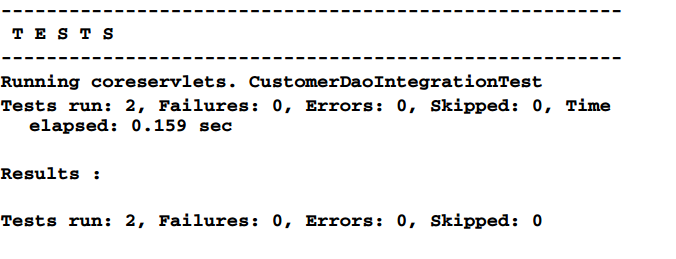 -------------------------------------------------------
T E S T S
-------------------------------------------------------
Running coreservlets. CustomerDaoIntegrationTest
Tests run: 2, Failures: 0, Errors: 0, Skipped: 0, Time
elapsed: 0.159 sec
Results :
Tests run: 2, Failures: 0, Errors: 0, Skipped: 0